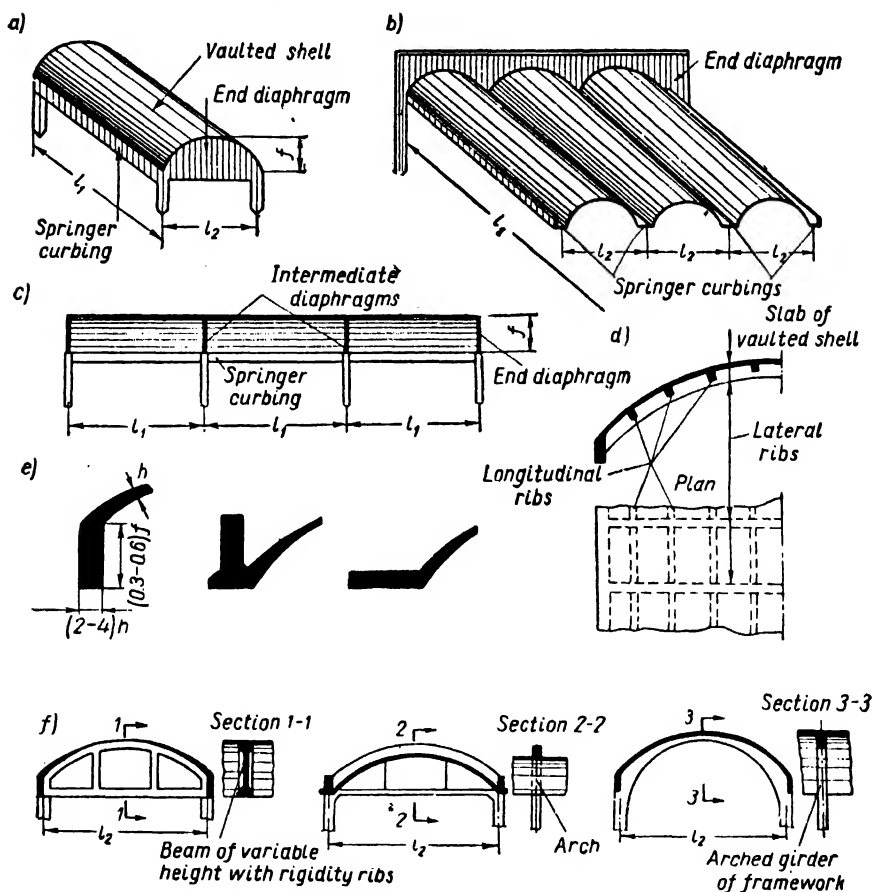 a)
Vaulted shell
End diaphragm
f
l₁
Springer
curbing
l₂
b)
End diaphragm
l₂
l₂
l₂
Springer curbings
c)
Intermediate
diaphragms
f
Springer
curbing
End diaphragm
l₁
l₁
l₁
d)
Slab of
vaulted shell
Lateral
ribs
Longitudinal
ribs
Plan
e)
h
(0.3-0.6)f
(2-4)h
f)
1
Section 1-1
1
l₂
Beam of variable
height with rigidity ribs
2
Section 2-2
2
l₂
Arch
3
Section 3-3
3
l₂
Arched girder
of framework